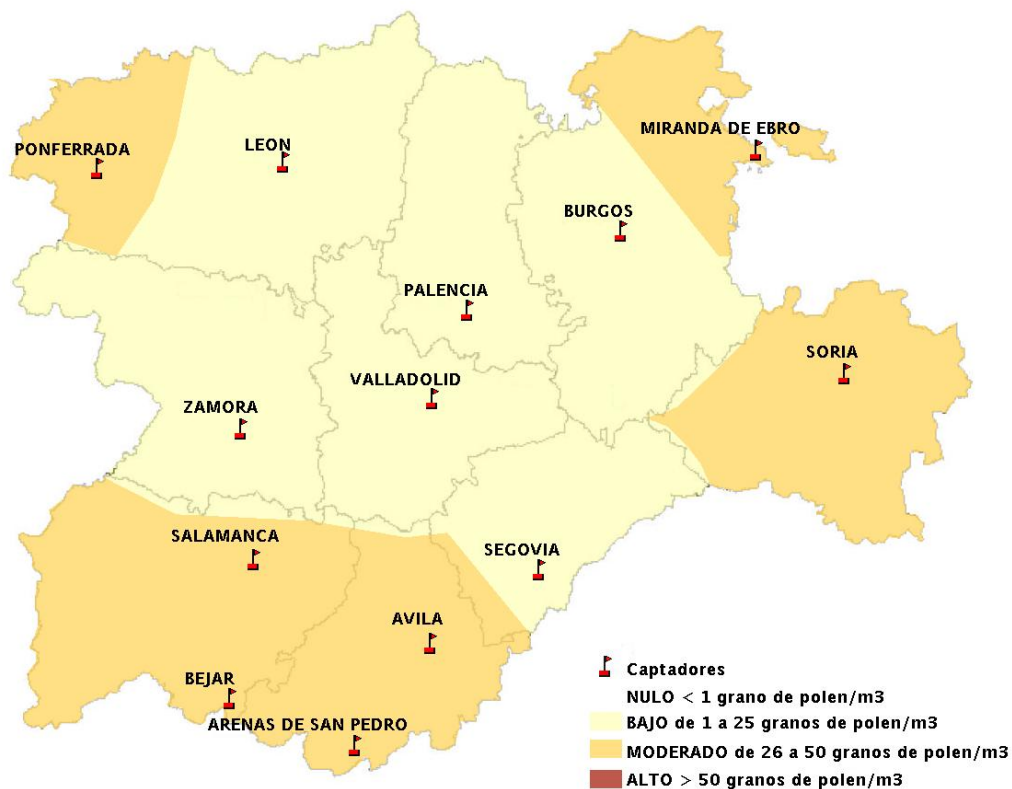 MIRANDA DE EBRO
PONFERRADA
LEON
BURGOS
PALENCIA
SORIA
VALLADOLID
ZAMORA
SALAMANCA
SEGOVIA
AVILA
BEJAR
ARENAS DE SAN PEDRO
Captadores
NULO < 1 grano de polen/m3
BAJO de 1 a 25 granos de polen/m3
MODERADO de 26 a 50 granos de polen/m3
ALTO > 50 granos de polen/m3